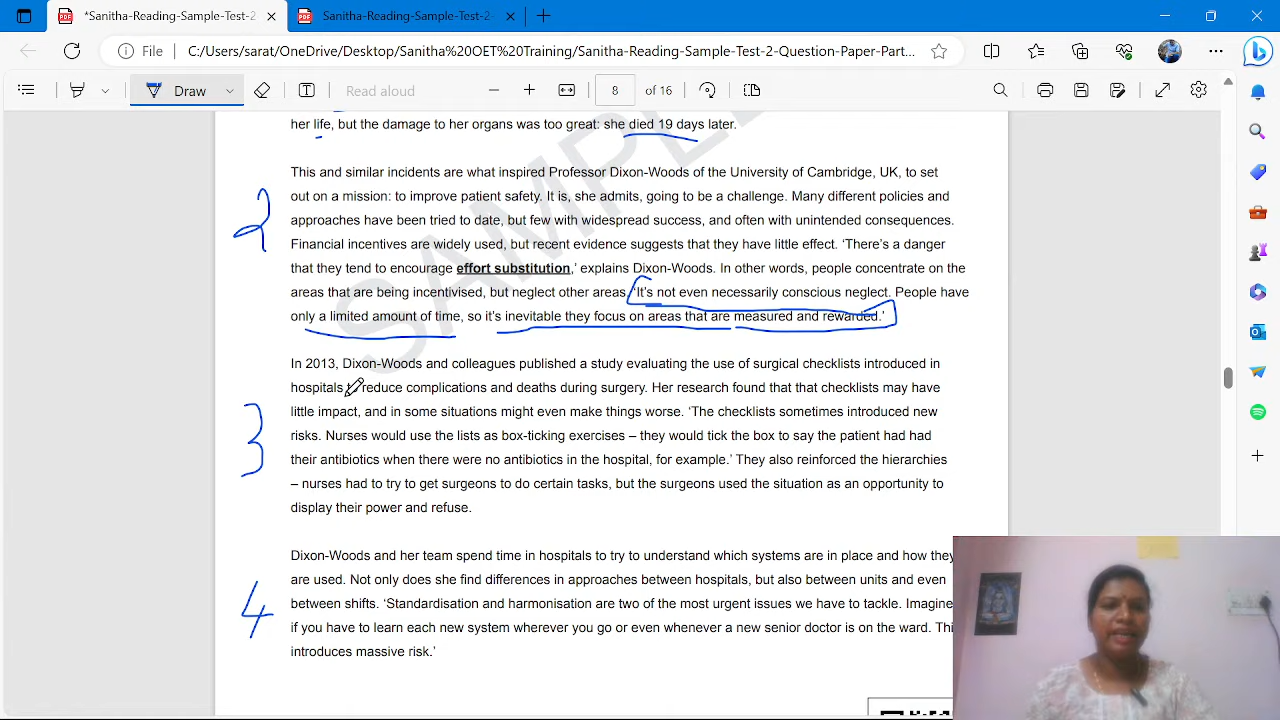 *Sanitha-Reading-Sample-Test-2-
Sanitha-Reading-Sample-Test-2-
File
C:/Users/sarat/OneDrive/Desktop/Sanitha%20OET%20Training/Sanitha-Reading-Sample-Test-2-Question-Paper-Part...
Draw
Read aloud
8 of 16
SAMPLE
her life, but the damage to her organs was too great: she died 19 days later.
2
This and similar incidents are what inspired Professor Dixon-Woods of the University of Cambridge, UK, to set
out on a mission: to improve patient safety. It is, she admits, going to be a challenge. Many different policies and
approaches have been tried to date, but few with widespread success, and often with unintended consequences.
Financial incentives are widely used, but recent evidence suggests that they have little effect. ‘There’s a danger
that they tend to encourage effort substitution,’ explains Dixon-Woods. In other words, people concentrate on the
areas that are being incentivised, but neglect other areas. ‘It’s not even necessarily conscious neglect. People have
only a limited amount of time, so it’s inevitable they focus on areas that are measured and rewarded.’
3
In 2013, Dixon-Woods and colleagues published a study evaluating the use of surgical checklists introduced in
hospitals to reduce complications and deaths during surgery. Her research found that that checklists may have
little impact, and in some situations might even make things worse. ‘The checklists sometimes introduced new
risks. Nurses would use the lists as box-ticking exercises – they would tick the box to say the patient had had
their antibiotics when there were no antibiotics in the hospital, for example.’ They also reinforced the hierarchies
– nurses had to try to get surgeons to do certain tasks, but the surgeons used the situation as an opportunity to
display their power and refuse.
4
Dixon-Woods and her team spend time in hospitals to try to understand which systems are in place and how they
are used. Not only does she find differences in approaches between hospitals, but also between units and even
between shifts. ‘Standardisation and harmonisation are two of the most urgent issues we have to tackle. Imagine
if you have to learn each new system wherever you go or even whenever a new senior doctor is on the ward. Thi
introduces massive risk.’